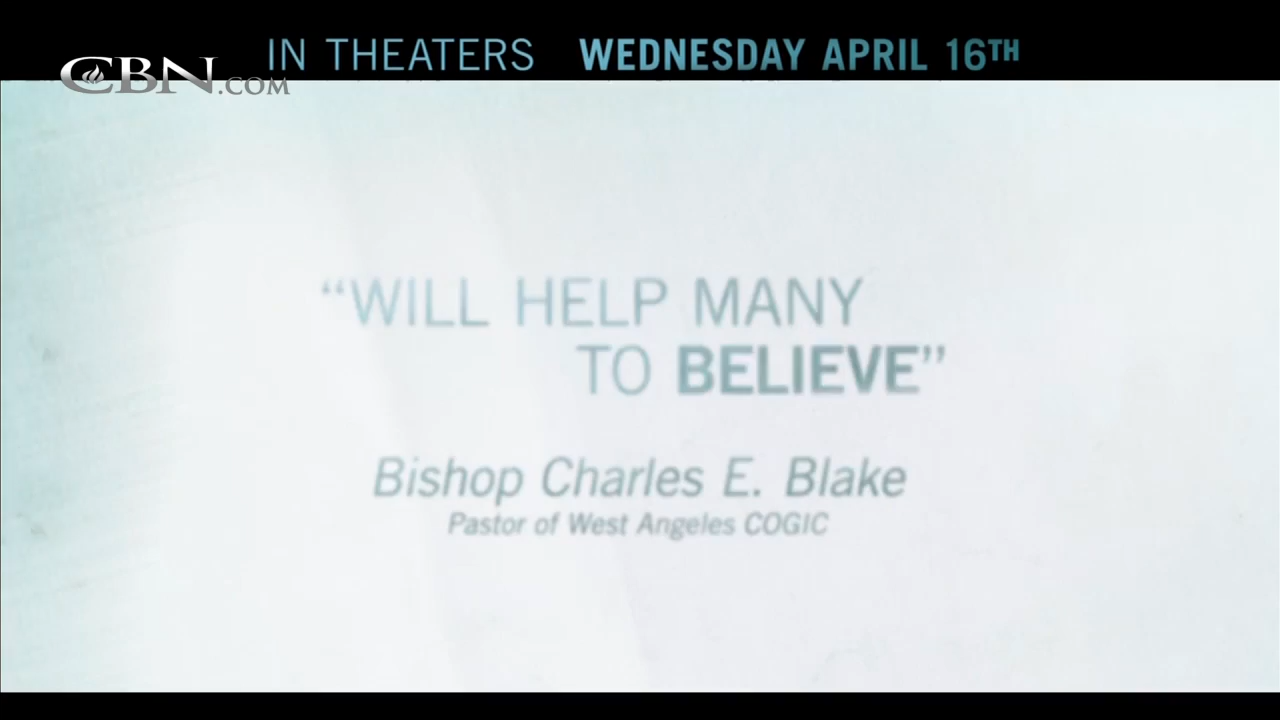 IN THEATERS WEDNESDAY APRIL 16TH
CBN.COM
“WILL HELP MANY
TO BELIEVE”
Bishop Charles E. Blake
Pastor of West Angeles COGIC